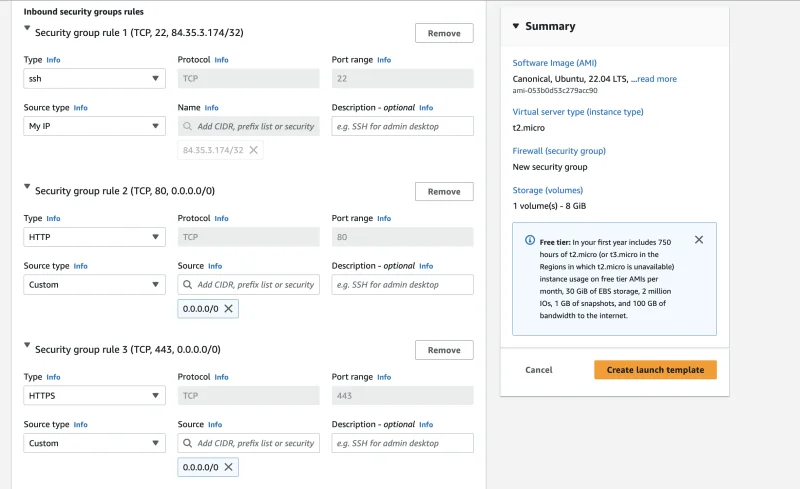 Inbound security groups rules
Security group rule 1 (TCP, 22, 84.35.3.174/32)
Remove
Type Info
Protocol Info
Port range Info
ssh
TCP
22
Source type Info
Name Info
Description - optional Info
My IP
Add CIDR, prefix list or security
e.g. SSH for admin desktop
84.35.3.174/32
Security group rule 2 (TCP, 80, 0.0.0.0/0)
Remove
Type Info
Protocol Info
Port range Info
HTTP
TCP
80
Source type Info
Source Info
Description - optional Info
Custom
Add CIDR, prefix list or security
e.g. SSH for admin desktop
0.0.0.0/0
Security group rule 3 (TCP, 443, 0.0.0.0/0)
Remove
Type Info
Protocol Info
Port range Info
HTTPS
TCP
443
Source type Info
Source Info
Description - optional Info
Custom
Add CIDR, prefix list or security
e.g. SSH for admin desktop
0.0.0.0/0
Summary
Software Image (AMI)
Canonical, Ubuntu, 22.04 LTS, ...read more
ami-053b0d53c279acc90
Virtual server type (instance type)
t2.micro
Firewall (security group)
New security group
Storage (volumes)
1 volume(s) - 8 GiB
Free tier: In your first year includes 750
hours of t2.micro (or t3.micro in the
Regions in which t2.micro is unavailable)
instance usage on free tier AMIs per
month, 30 GiB of EBS storage, 2 million
IOs, 1 GB of snapshots, and 100 GB of
bandwidth to the internet.
Cancel
Create launch template